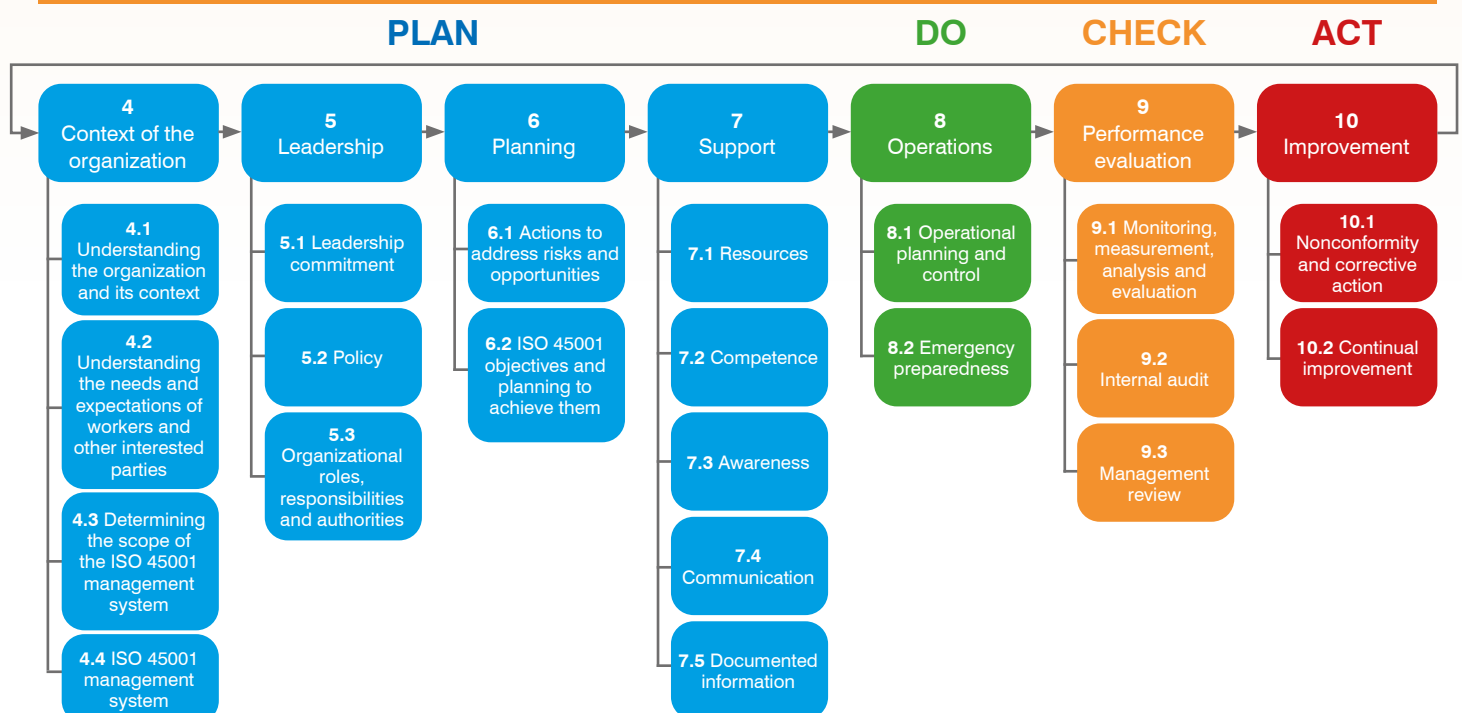 PLAN
DO
CHECK
ACT
4
Context of the
organization
5
Leadership
6
Planning
7
Support
8
Operations
9
Performance
evaluation
10
Improvement
4.1
Understanding
the organization
and its context
4.2
Understanding
the needs and
expectations of
workers and
other interested
parties
4.3 Determining
the scope of
the ISO 45001
management
system
4.4 ISO 45001
management
system
5.1 Leadership
commitment
5.2 Policy
5.3
Organizational
roles,
responsibilities
and authorities
6.1 Actions to
address risks and
opportunities
6.2 ISO 45001
objectives and
planning to
achieve them
7.1 Resources
7.2 Competence
7.3 Awareness
7.4
Communication
7.5 Documented
information
8.1 Operational
planning and
control
8.2 Emergency
preparedness
9.1 Monitoring,
measurement,
analysis and
evaluation
9.2
Internal audit
9.3
Management
review
10.1
Nonconformity
and corrective
action
10.2 Continual
improvement